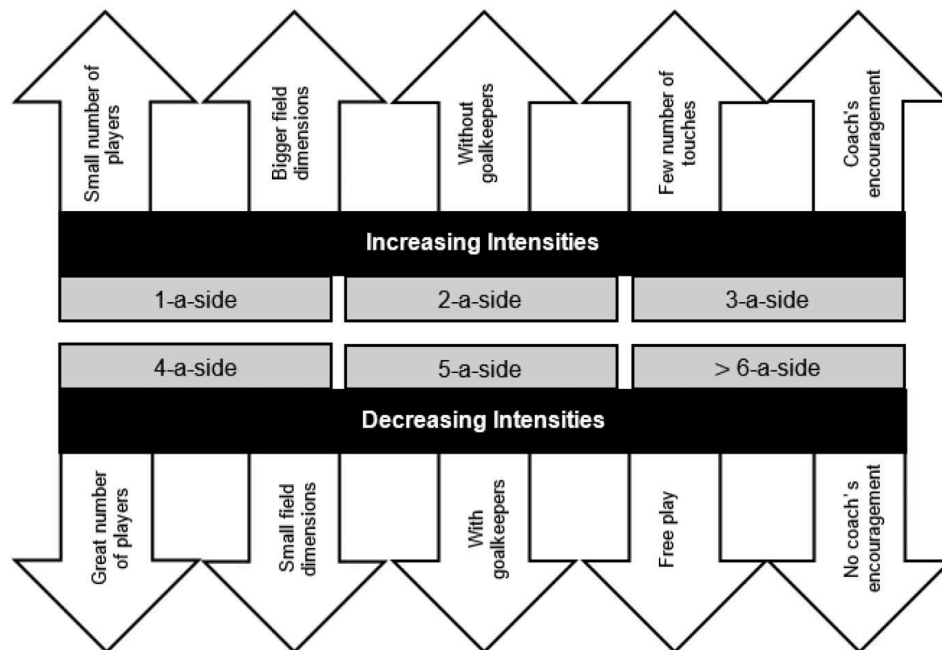 Small number of
players
Bigger field
dimensions
Without
goalkeepers
Few number of
touches
Coach's
encouragement
Increasing Intensities
1-a-side
2-a-side
3-a-side
4-a-side
5-a-side
> 6-a-side
Decreasing Intensities
Great number
of players
Small field
dimensions
With
goalkeepers
Free play
No coach's
encouragement